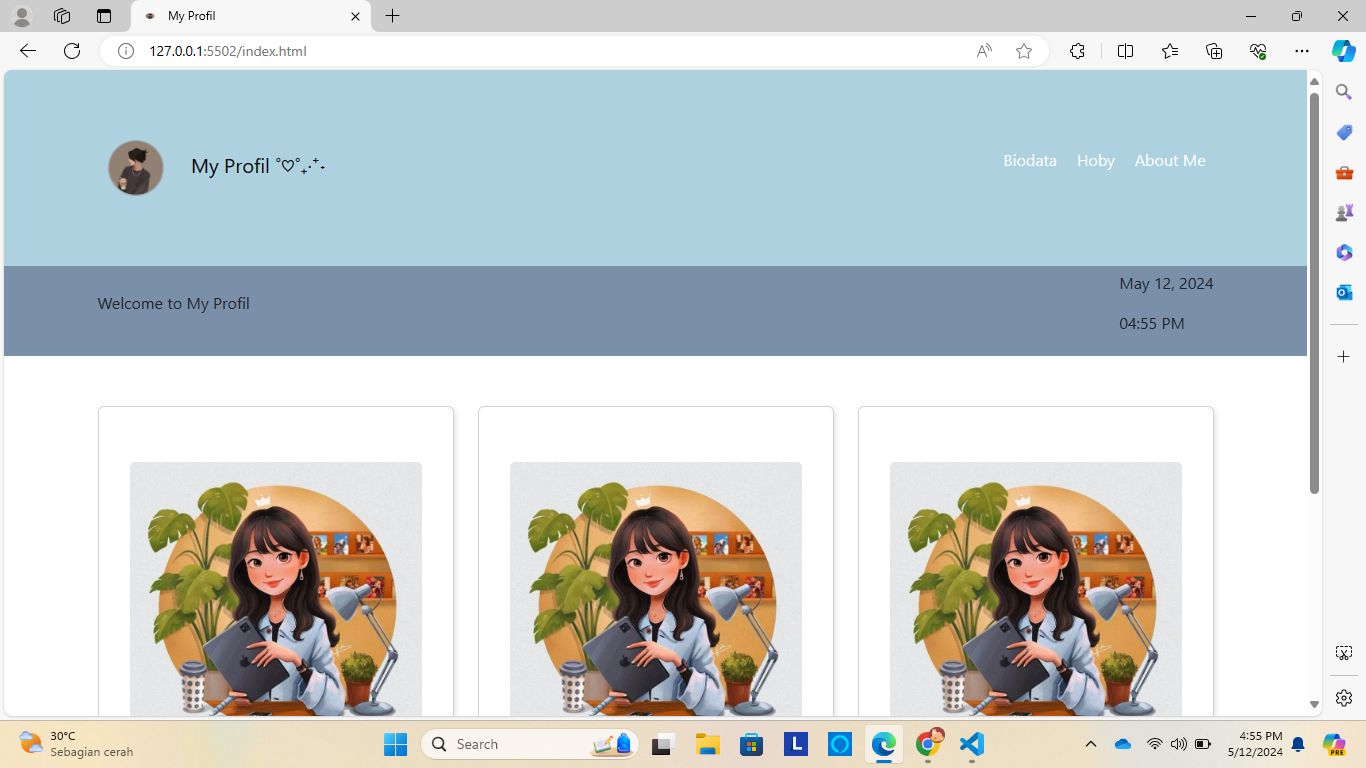 My Profil
127.0.0.1:5502/index.html
My Profil ˚♡˚₊‧⁺˖
Biodata
Hoby
About Me
Welcome to My Profil
May 12, 2024
04:55 PM
30°C
Sebagian cerah
Search
L
PRE
4:55 PM
5/12/2024